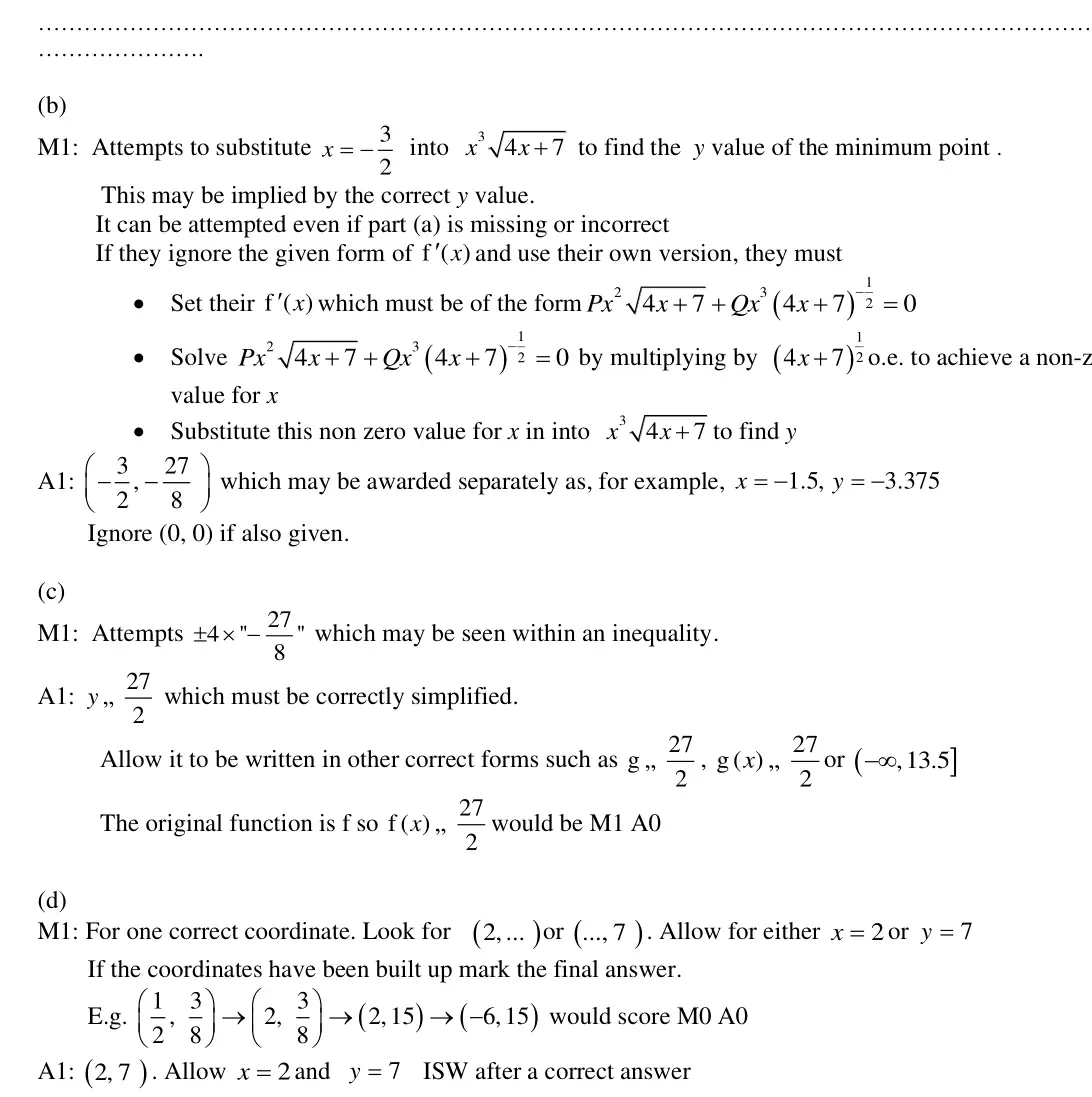 ……………………………………………………………………………………………………………………………
………………….
(b)
M1: Attempts to substitute x = −3/2 into x³√(4x+7) to find the y value of the minimum point .
This may be implied by the correct y value.
It can be attempted even if part (a) is missing or incorrect
If they ignore the given form of f′(x) and use their own version, they must
• Set their f′(x) which must be of the form Px²√(4x+7) + Qx³(4x+7)^(−1/2) = 0
• Solve Px²√(4x+7) + Qx³(4x+7)^(−1/2) = 0 by multiplying by (4x+7)^(1/2) o.e. to achieve a non-z
value for x
• Substitute this non zero value for x in into x³√(4x+7) to find y
A1: (−3/2, −27/8) which may be awarded separately as, for example, x = −1.5, y = −3.375
Ignore (0, 0) if also given.
(c)
M1: Attempts ±4×"−27/8" which may be seen within an inequality.
A1: y „ 27/2 which must be correctly simplified.
Allow it to be written in other correct forms such as g „ 27/2 , g(x) „ 27/2 or (−∞, 13.5]
The original function is f so f(x) „ 27/2 would be M1 A0
(d)
M1: For one correct coordinate. Look for (2,... ) or (..., 7 ). Allow for either x = 2 or y = 7
If the coordinates have been built up mark the final answer.
E.g. (1/2, 3/8) → (2, 3/8) → (2,15) → (−6,15) would score M0 A0
A1: (2, 7 ). Allow x = 2 and y = 7 ISW after a correct answer